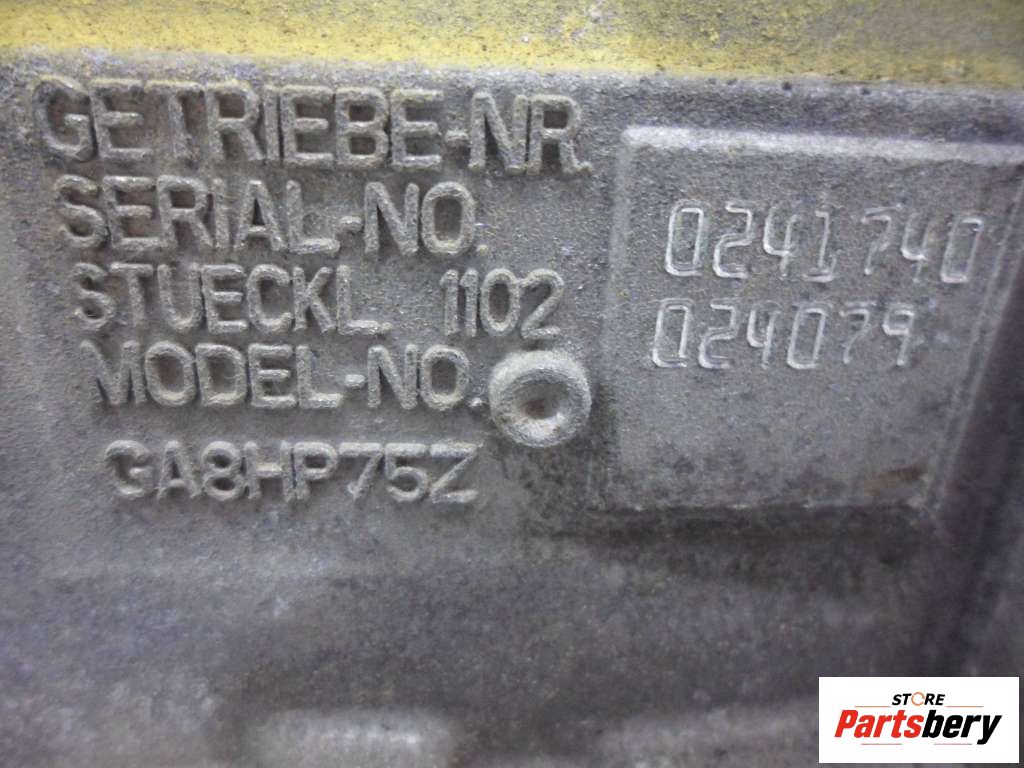 GETRIEBE-NR
SERIAL-NO. 0241740
STUECKL. 1102 024079
MODEL-NO.
GA8HP75Z
STORE
Partsbery